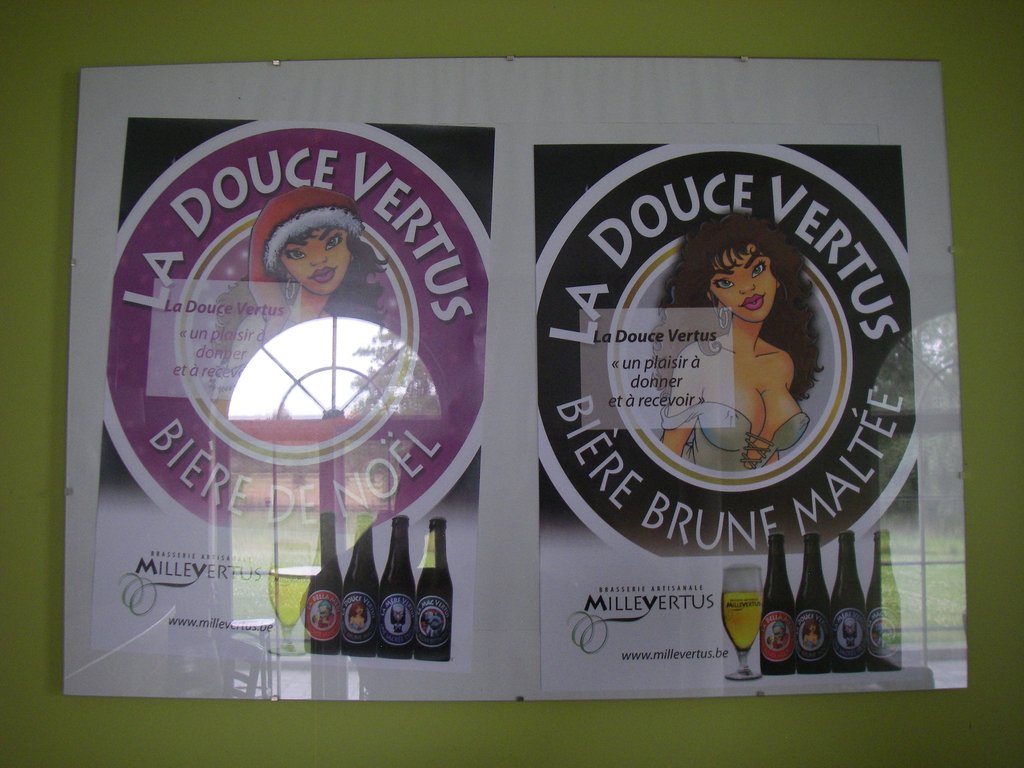 LA DOUCE VERTUS
La Douce Vertus
« un plaisir à
donner
et à recevoir
BIÈRE DE NOËL
BRASSERIE ARTISANALE
MILLEVERTUS
www.millevertus.be
LA DOUCE VERTUS
La Douce Vertus
« un plaisir à
donner
et à recevoir »
BIÈRE BRUNE MALTÉE
BRASSERIE ARTISANALE
MILLEVERTUS
www.millevertus.be
MILLEVERTUS